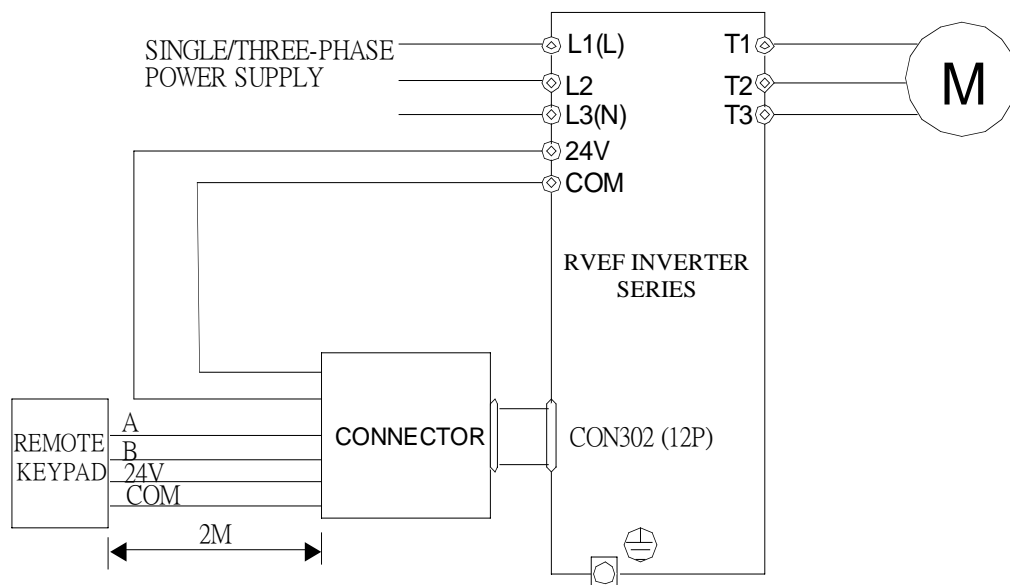 SINGLE/THREE-PHASE
POWER SUPPLY
L1(L)
L2
L3(N)
24V
COM
T1
T2
T3
M
RVEF INVERTER
SERIES
REMOTE
KEYPAD
A
B
24V
COM
2M
CONNECTOR
CON302 (12P)